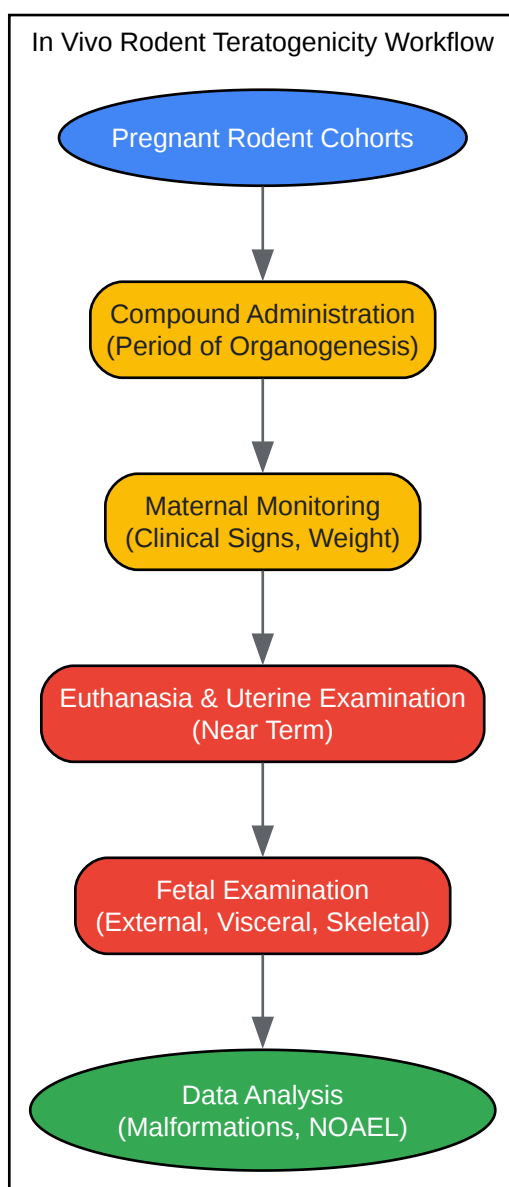 In Vivo Rodent Teratogenicity Workflow
Pregnant Rodent Cohorts
Compound Administration
(Period of Organogenesis)
Maternal Monitoring
(Clinical Signs, Weight)
Euthanasia & Uterine Examination
(Near Term)
Fetal Examination
(External, Visceral, Skeletal)
Data Analysis
(Malformations, NOAEL)